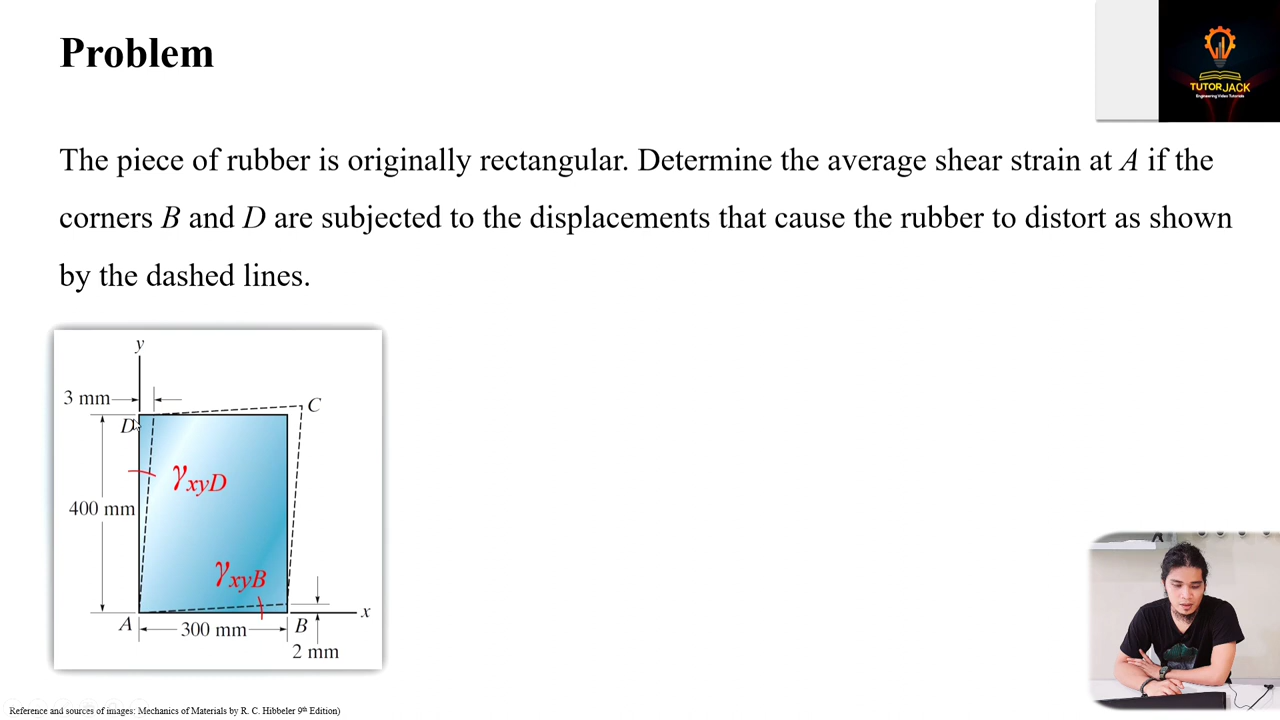 Problem
TUTORJACK
Engineering Video Tutorials
The piece of rubber is originally rectangular. Determine the average shear strain at A if the
corners B and D are subjected to the displacements that cause the rubber to distort as shown
by the dashed lines.
y
3 mm
C
D
γxyD
400 mm
γxyB
x
A
300 mm
B
2 mm
Reference and sources of images: Mechanics of Materials by R. C. Hibbeler 9th Edition)